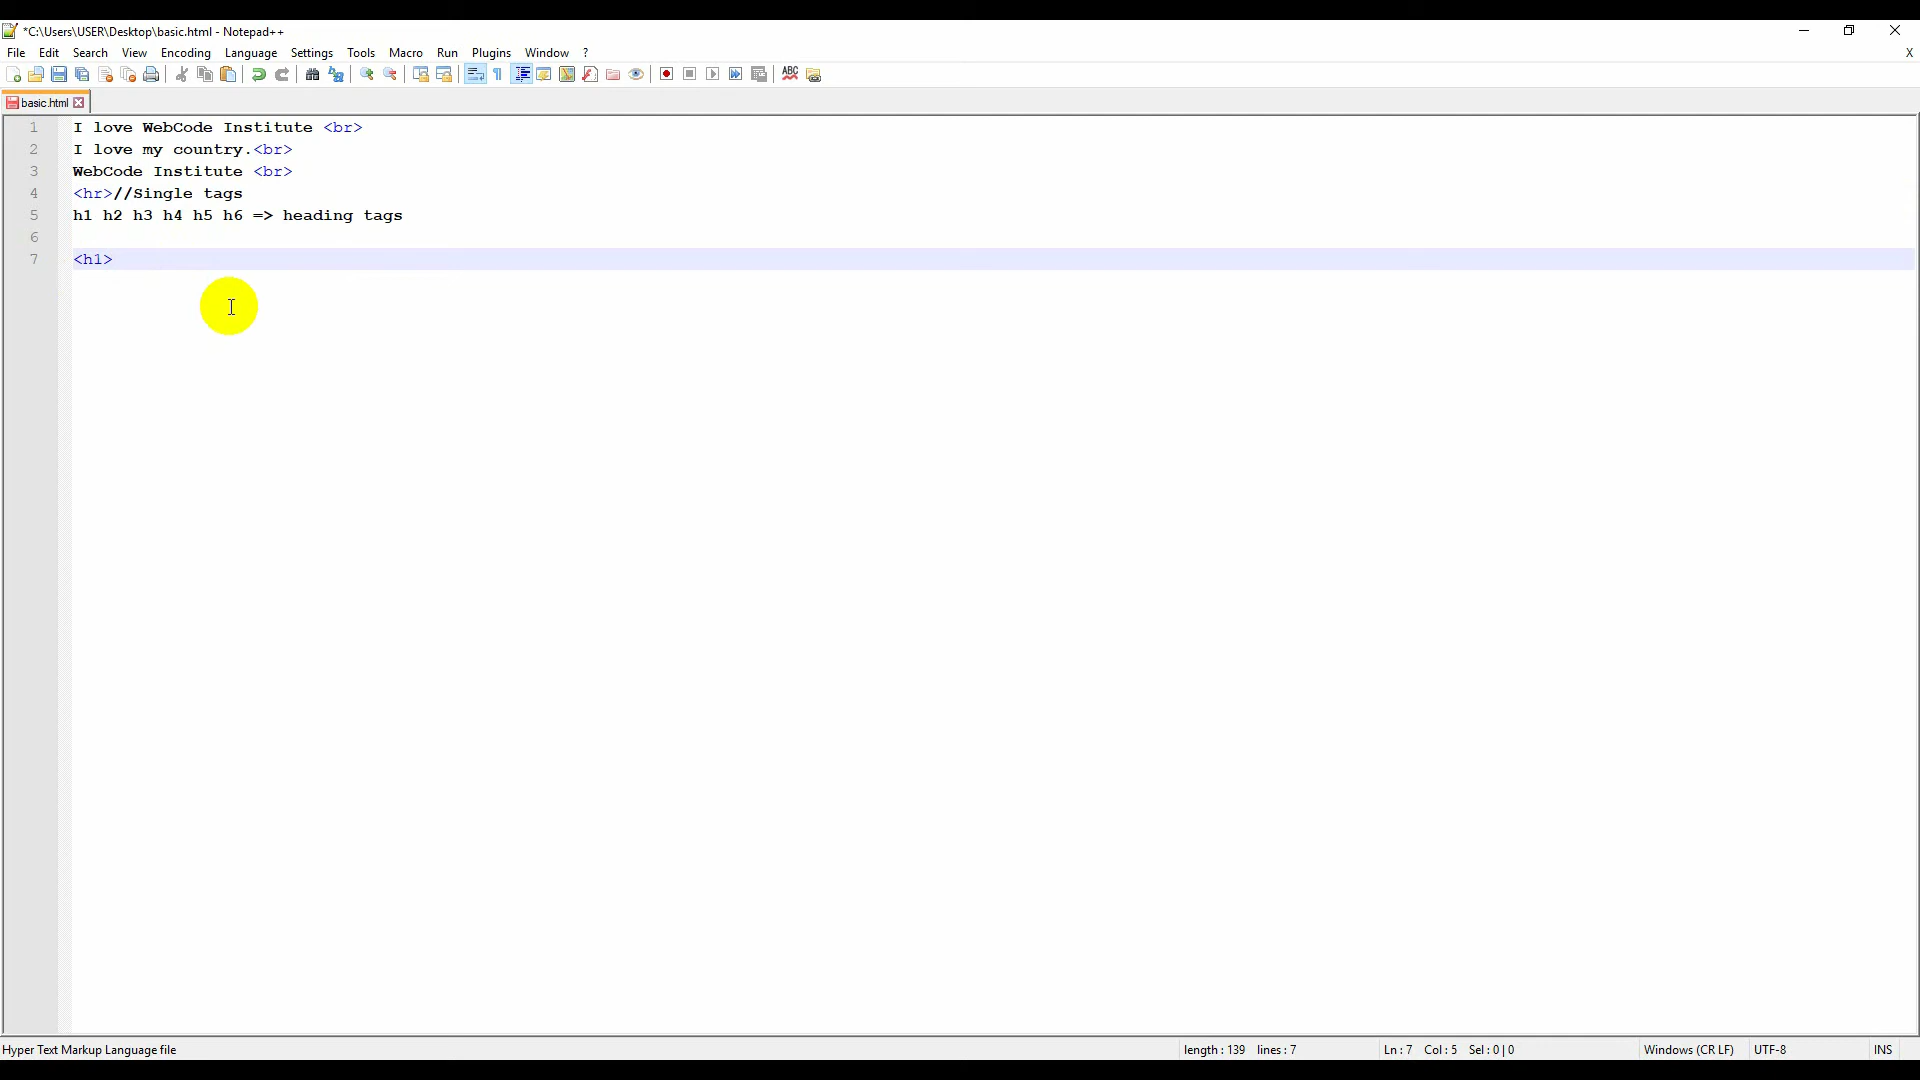 *C:\Users\USER\Desktop\basic.html - Notepad++
File Edit Search View Encoding Language Settings Tools Macro Run Plugins Window ? X
ABC
basic.html
1 I love WebCode Institute <br>
2 I love my country.<br>
3 WebCode Institute <br>
4 <hr>//Single tags
5 h1 h2 h3 h4 h5 h6 => heading tags
6
7 <h1>
Hyper Text Markup Language file length : 139 lines : 7 Ln : 7 Col : 5 Sel : 0 | 0 Windows (CR LF) UTF-8 INS